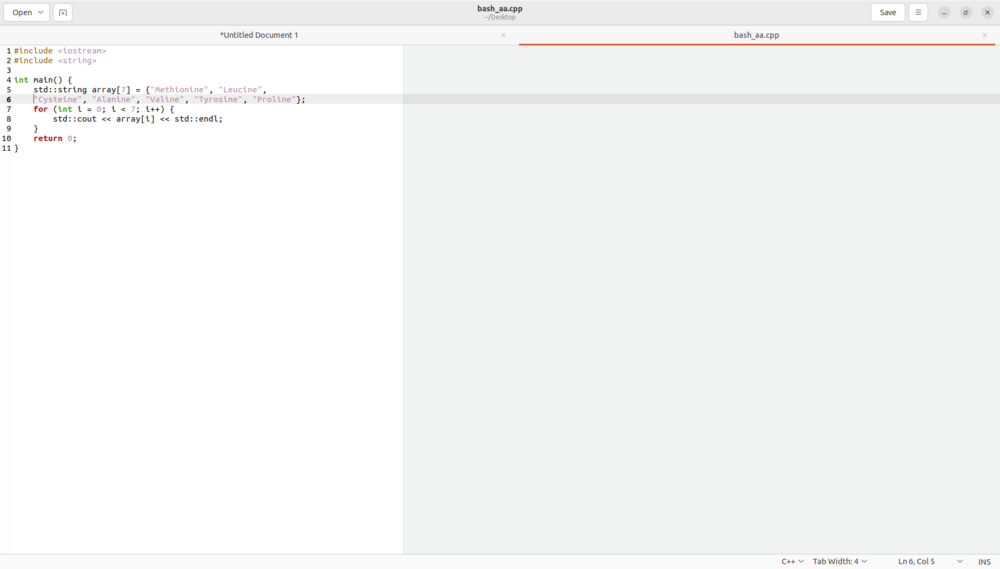 Open
bash_aa.cpp
~/Desktop
Save
*Untitled Document 1
bash_aa.cpp
1 #include <iostream>
2 #include <string>
3
4 int main() {
5     std::string array[7] = {"Methionine", "Leucine",
6     "Cysteine", "Alanine", "Valine", "Tyrosine", "Proline"};
7     for (int i = 0; i < 7; i++) {
8         std::cout << array[i] << std::endl;
9     }
10     return 0;
11 }
C++ Tab Width: 4 Ln 6, Col 5 INS